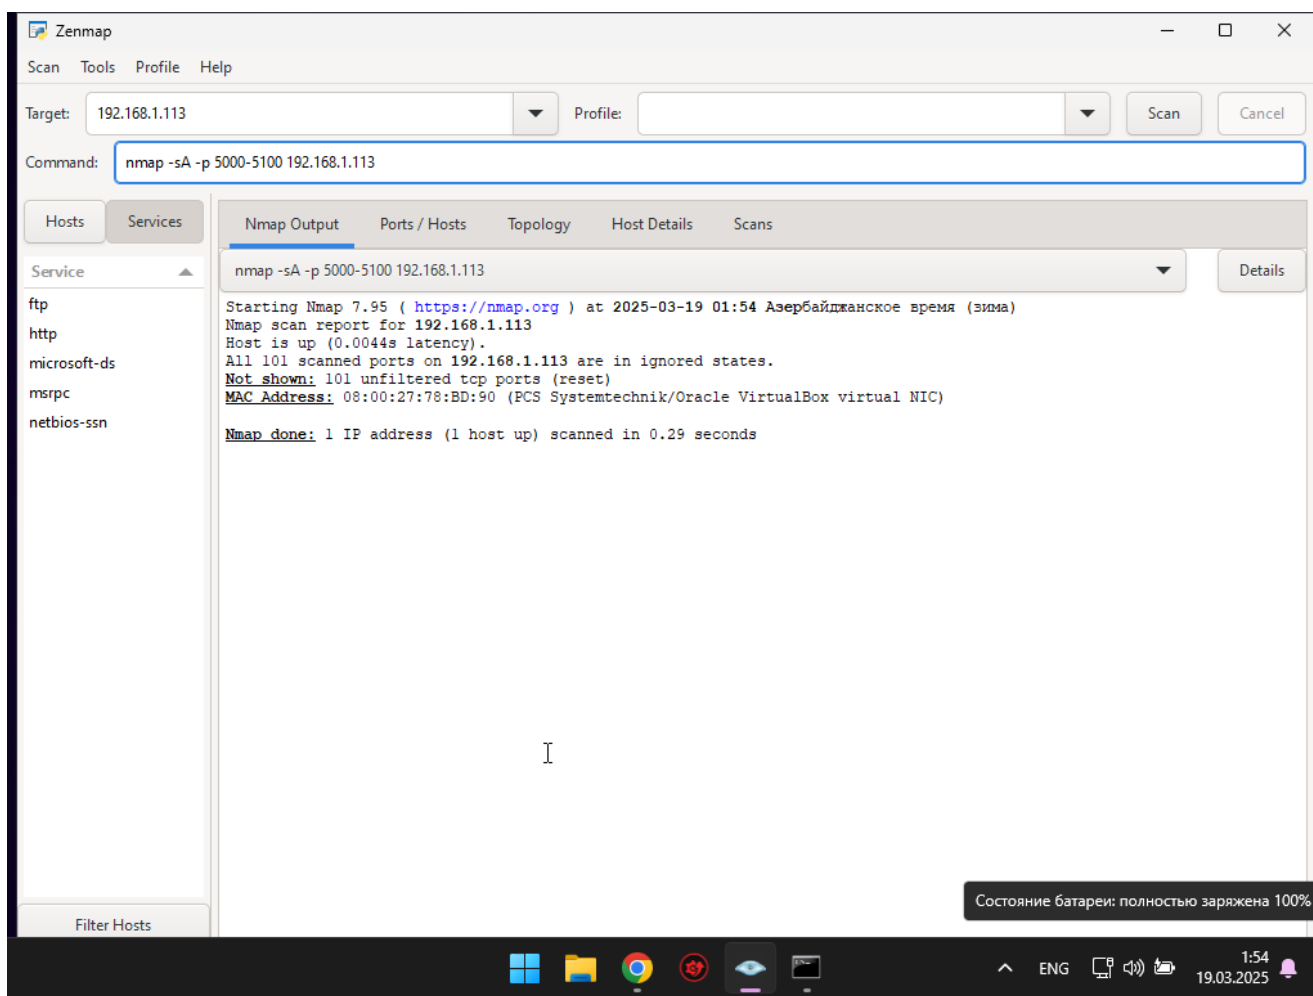 Zenmap
Scan Tools Profile Help
Target: 192.168.1.113 Profile: Scan Cancel
Command: nmap -sA -p 5000-5100 192.168.1.113
Hosts Services Nmap Output Ports / Hosts Topology Host Details Scans
Service nmap -sA -p 5000-5100 192.168.1.113 Details
ftp
http
microsoft-ds
msrpc
netbios-ssn
Starting Nmap 7.95 ( https://nmap.org ) at 2025-03-19 01:54 Азербайджанское время (зима)
Nmap scan report for 192.168.1.113
Host is up (0.0044s latency).
All 101 scanned ports on 192.168.1.113 are in ignored states.
Not shown: 101 unfiltered tcp ports (reset)
MAC Address: 08:00:27:78:BD:90 (PCS Systemtechnik/Oracle VirtualBox virtual NIC)
Nmap done: 1 IP address (1 host up) scanned in 0.29 seconds
Состояние батареи: полностью заряжена 100%
Filter Hosts
ENG
1:54
19.03.2025